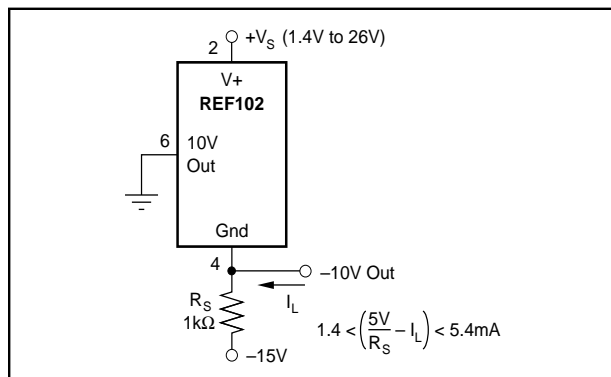 +V_S (1.4V to 26V)
2
V+
REF102
6
10V
Out
Gnd
4
–10V Out
R_S
1kΩ
I_L
1.4 < (5V/R_S – I_L) < 5.4mA
–15V